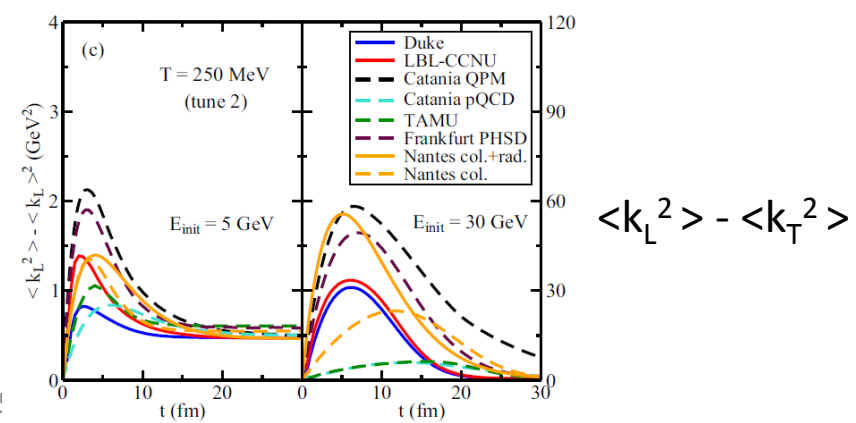 4
3
2
1
0
< k_L^2 > - < k_L >^2 (GeV^2)
(c)
T = 250 MeV
(tune 2)
E_init = 5 GeV
0
10
20
t (fm)
Duke
LBL-CCNU
Catania QPM
Catania pQCD
TAMU
Frankfurt PHSD
Nantes col.+rad.
Nantes col.
E_init = 30 GeV
120
90
60
30
0
0
10
20
30
t (fm)
<k_L^2> - <k_T^2>